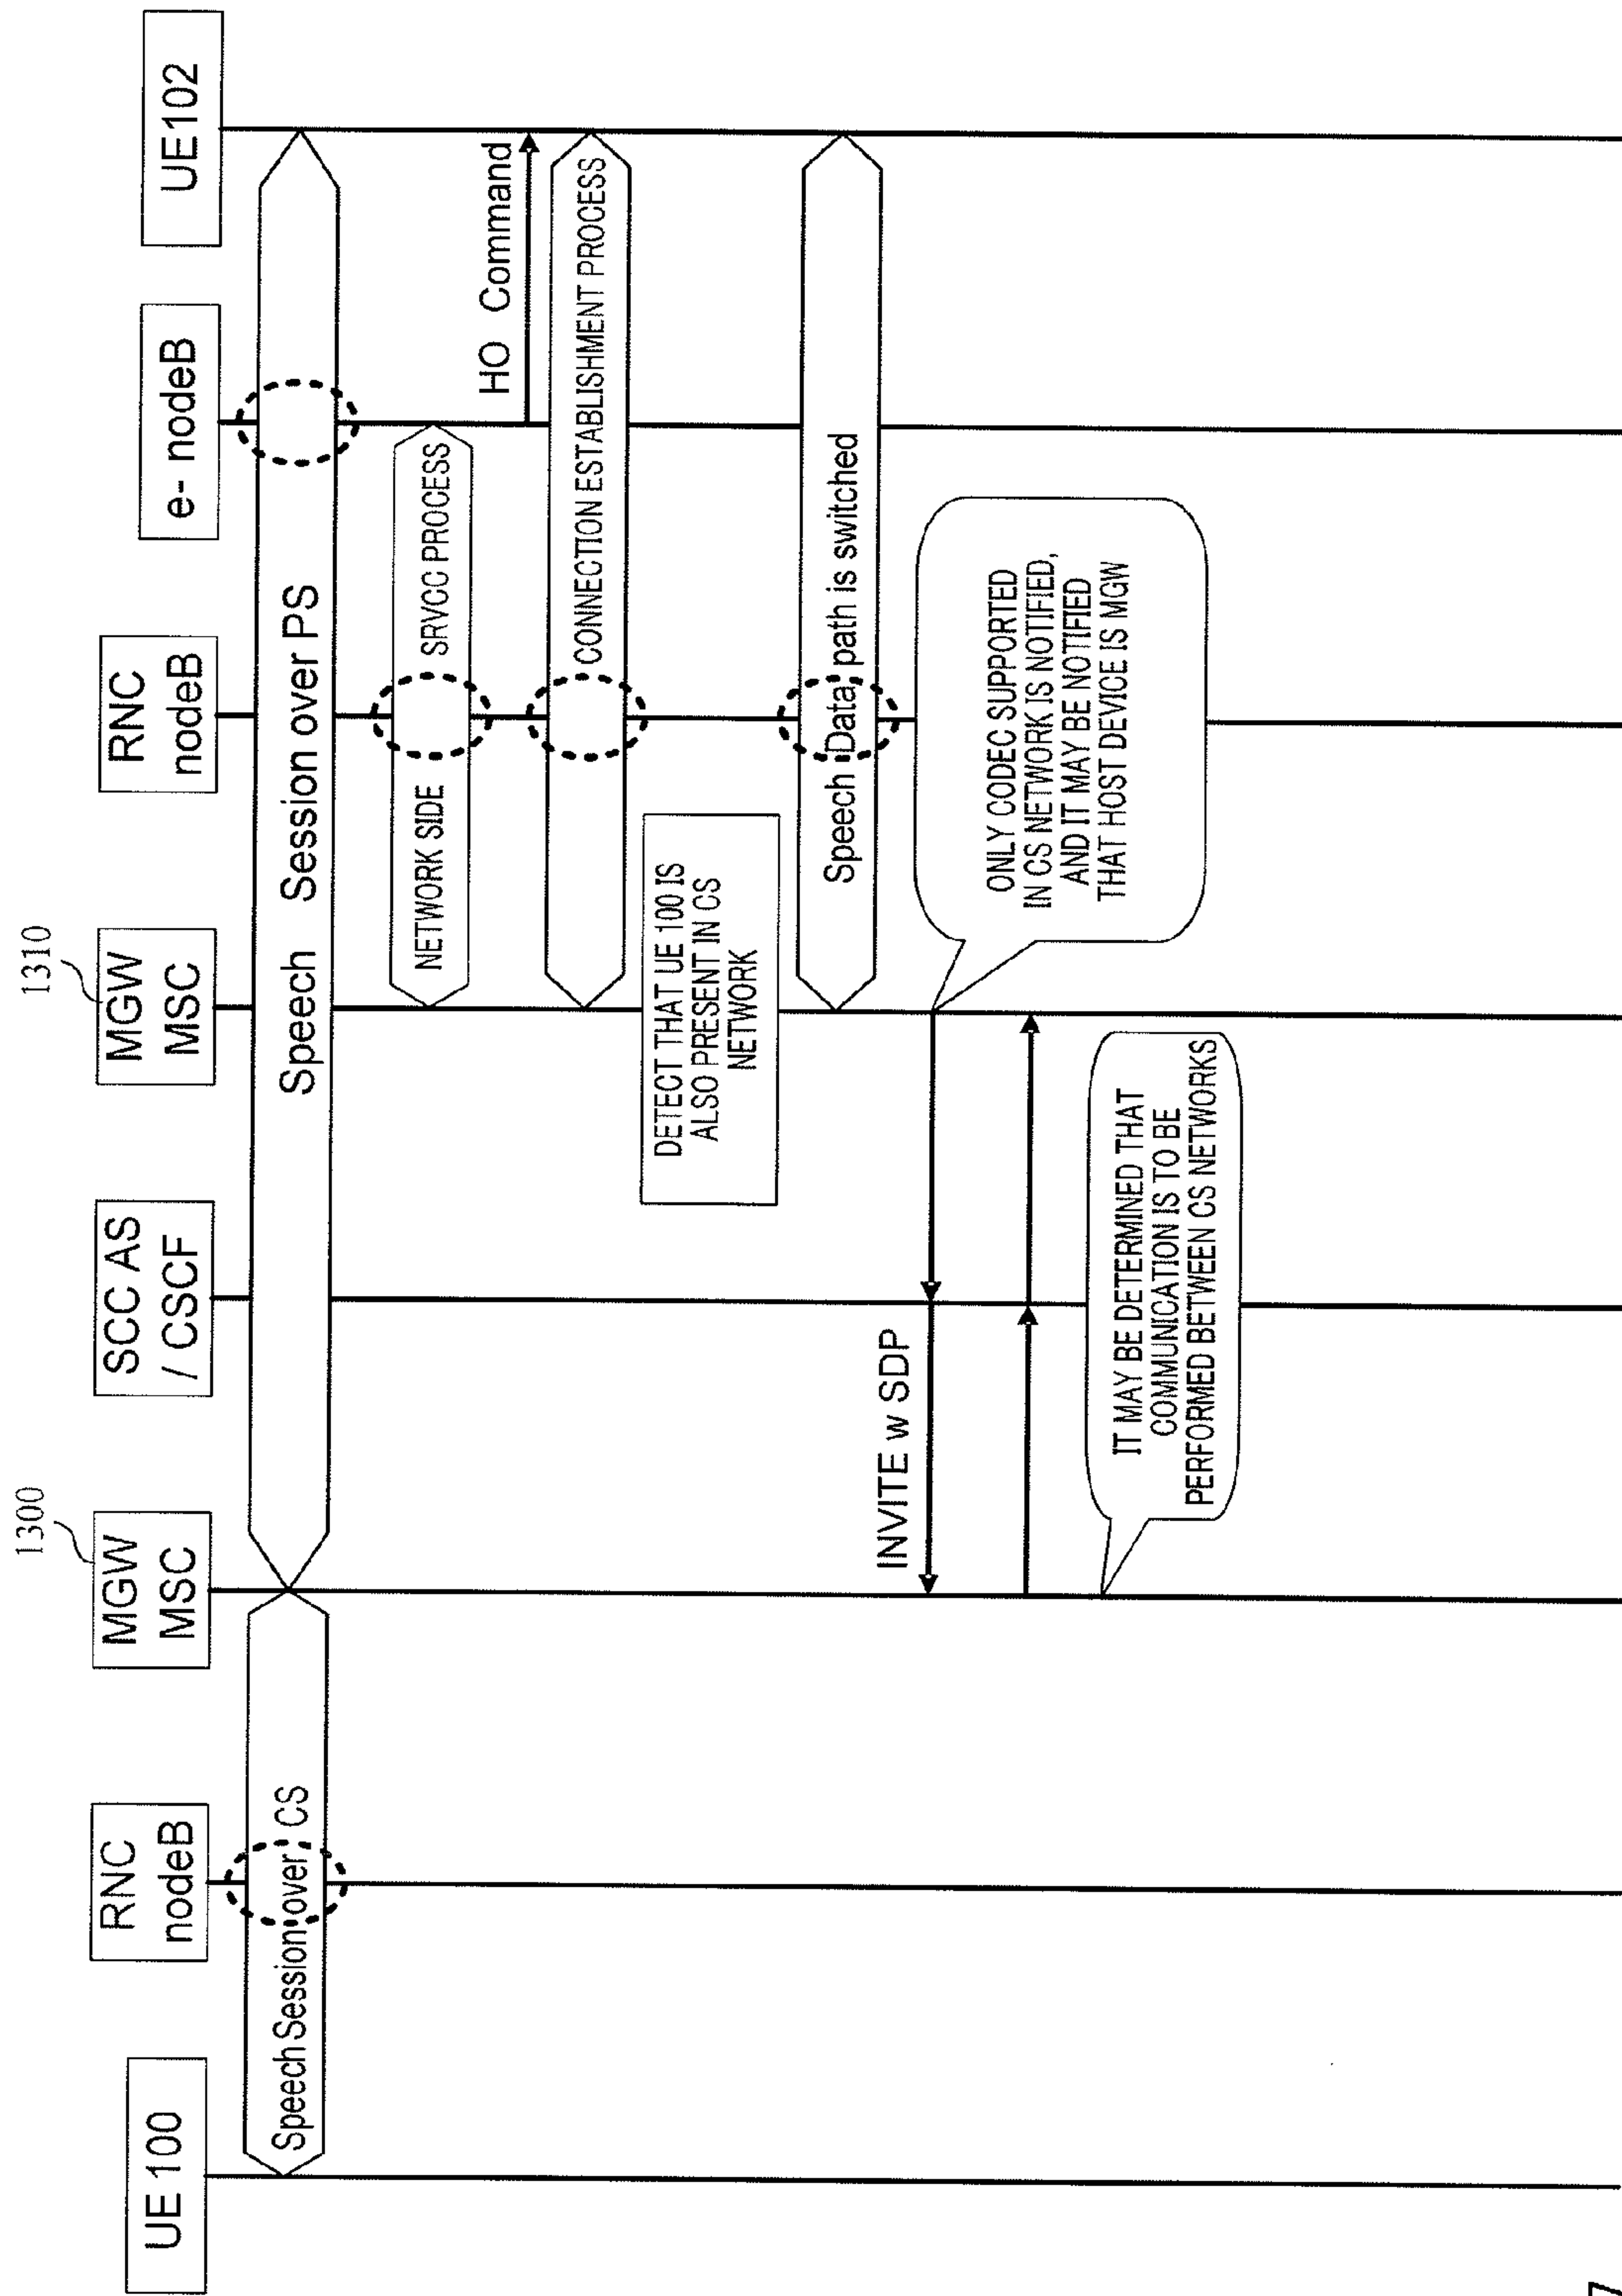 UE 100
RNC
nodeB
1300
MGW
MSC
SCC AS
/ CSCF
1310
MGW
MSC
RNC
nodeB
e- nodeB
UE102
Speech Session over CS
Speech Session over PS
NETWORK SIDE SRVCC PROCESS
HO Command
CONNECTION ESTABLISHMENT PROCESS
DETECT THAT UE 100 IS
ALSO PRESENT IN CS
NETWORK
Speech Data path is switched
INVITE w SDP
ONLY CODEC SUPPORTED
IN CS NETWORK IS NOTIFIED,
AND IT MAY BE NOTIFIED
THAT HOST DEVICE IS MGW
IT MAY BE DETERMINED THAT
COMMUNICATION IS TO BE
PERFORMED BETWEEN CS NETWORKS